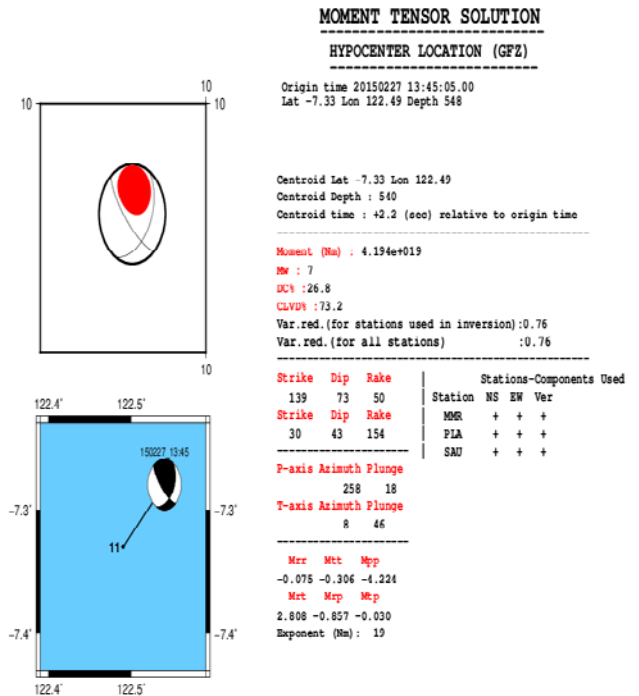 MOMENT TENSOR SOLUTION
HYPOCENTER LOCATION (GFZ)
Origin time 20150227 13:45:05.00
Lat -7.33 Lon 122.49 Depth 548
Centroid Lat -7.33 Lon 122.49
Centroid Depth : 540
Centroid time : +2.2 (sec) relative to origin time
Moment (Nm) : 4.194e+019
Mw : 7
DC% :26.8
CLVD% :73.2
Var.red.(for stations used in inversion):0.76
Var.red.(for all stations) :0.76
Strike Dip Rake
139 73 50
Strike Dip Rake
30 43 154
P-axis Azimuth Plunge
258 18
T-axis Azimuth Plunge
8 46
Mrr Mtt Mpp
-0.075 -0.306 -4.224
Mrt Mrp Mtp
2.808 -0.857 -0.030
Exponent (Nm): 19
Stations-Components Used
Station NS EW Ver
MMR + + +
PLA + + +
SAU + + +
10
10 10
10
122.4° 122.5°
150227 13:45
-7.3° -7.3°
11
-7.4° -7.4°
122.4° 122.5°